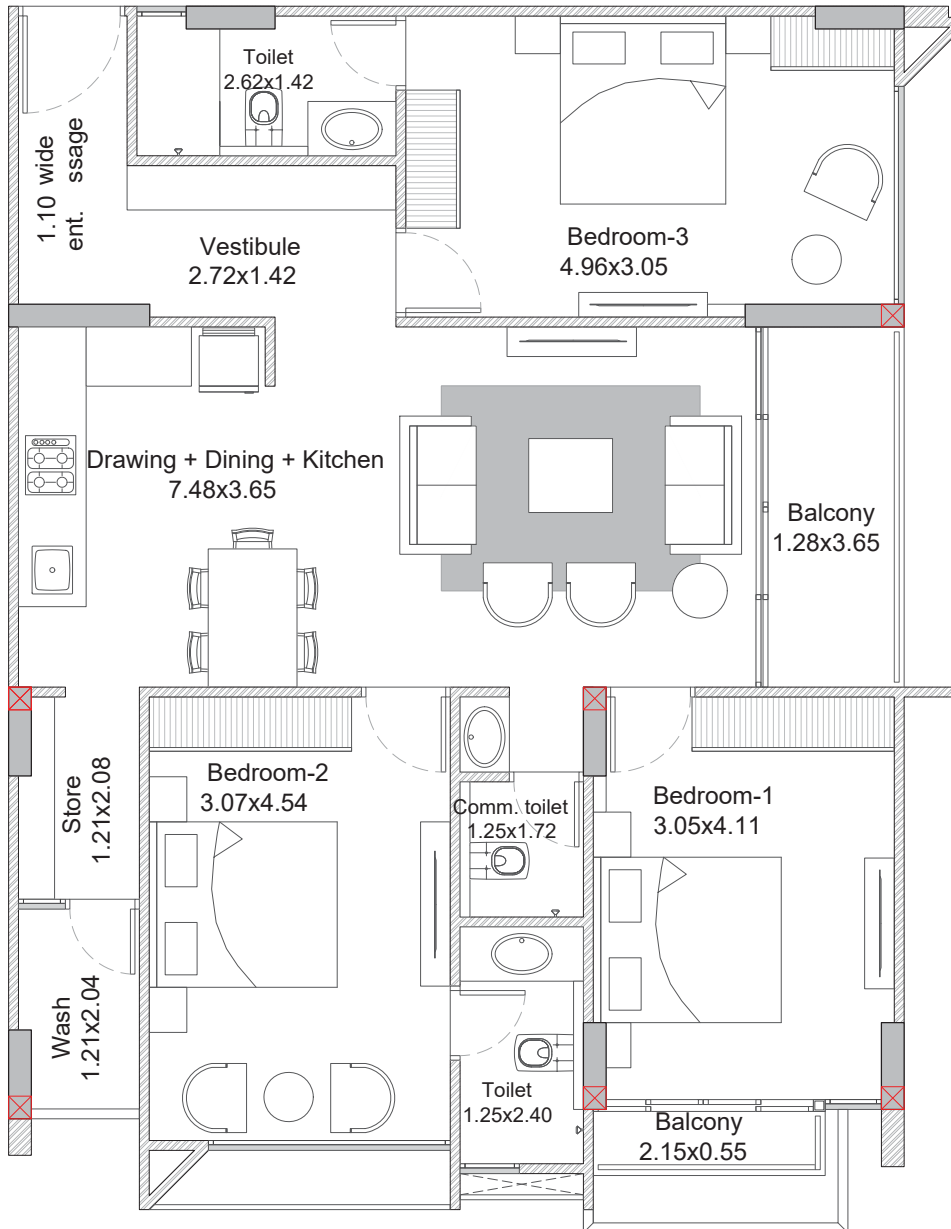 Toilet
2.62x1.42
1.10 wide
ent. ssage
Vestibule
2.72x1.42
Bedroom-3
4.96x3.05
Drawing + Dining + Kitchen
7.48x3.65
Balcony
1.28x3.65
Store
1.21x2.08
Bedroom-2
3.07x4.54
Comm. toilet
1.25x1.72
Bedroom-1
3.05x4.11
Wash
1.21x2.04
Toilet
1.25x2.40
Balcony
2.15x0.55